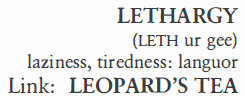 LETHARGY
(LETH ur gee)
laziness, tiredness: languor
Link: LEOPARD'S TEA